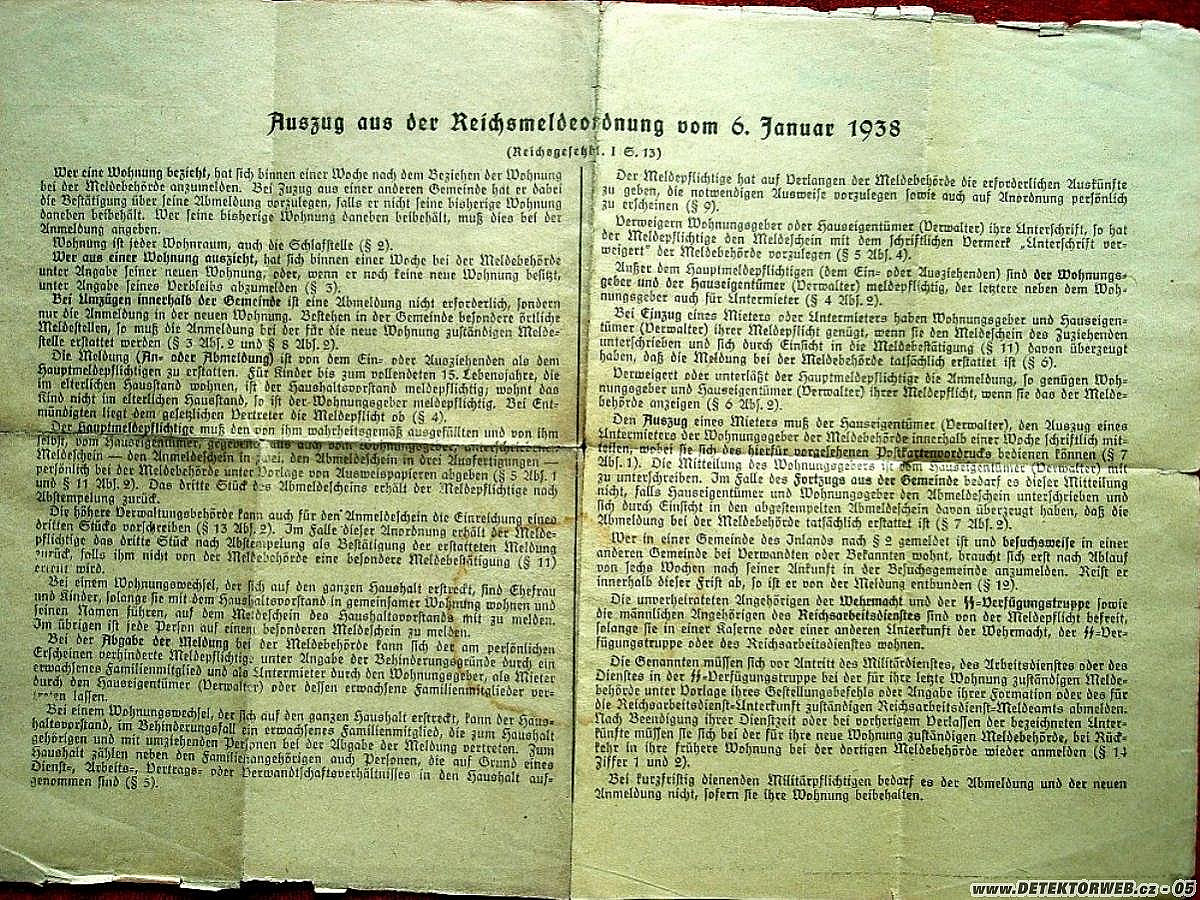 Auszug aus der Reichsmeldeordnung vom 6. Januar 1938
(Reichsgesetzbl. I S. 13)
Wer eine Wohnung bezieht, hat sich binnen einer Woche nach dem Beziehen der Wohnung
bei der Meldebehörde anzumelden. Bei Zuzug aus einer anderen Gemeinde hat er dabei
die Bestätigung über seine Abmeldung vorzulegen, falls er nicht seine bisherige Wohnung
daneben beibehält. Wer seine bisherige Wohnung daneben beibehält, muß dies bei der
Anmeldung angeben.
Wohnung ist jeder Wohnraum, auch die Schlafstelle (§ 2).
Wer aus einer Wohnung auszieht, hat sich binnen einer Woche bei der Meldebehörde
unter Angabe seiner neuen Wohnung, oder, wenn er noch keine neue Wohnung besitzt,
unter Angabe seines Verbleibs abzumelden (§ 3).
Bei Umzügen innerhalb der Gemeinde ist eine Abmeldung nicht erforderlich, sondern
nur die Anmeldung in der neuen Wohnung. Bestehen in der Gemeinde besondere örtliche
Meldestellen, so muß die Anmeldung bei der für die neue Wohnung zuständigen Melde-
stelle erstattet werden (§ 3 Abs. 2 und § 8 Abs. 2).
Die Meldung (An- oder Abmeldung) ist von dem Ein- oder Ausziehenden als dem
Hauptmeldepflichtigen zu erstatten. Für Kinder bis zum vollendeten 15. Lebensjahre, die
im elterlichen Hausstand wohnen, ist der Haushaltsvorstand meldepflichtig; wohnt das
Kind nicht im elterlichen Hausstand, so ist der Wohnungsgeber meldepflichtig. Bei Ent-
mündigten liegt dem gesetzlichen Vertreter die Meldepflicht ob (§ 4).
Der Hauptmeldepflichtige muß den von ihm wahrheitsgemäß ausgefüllten und von ihm
selbst, vom Hauseigentümer, gegebenenfalls auch vom Wohnungsgeber, unterschriebenen
Meldeschein — den Anmeldeschein in zwei, den Abmeldeschein in drei Ausfertigungen —
persönlich bei der Meldebehörde unter Vorlage von Ausweispapieren abgeben (§ 5 Abs. 1
und § 11 Abs. 2). Das dritte Stück des Abmeldescheins erhält der Meldepflichtige nach
Abstempelung zurück.
Die höhere Verwaltungsbehörde kann auch für den Anmeldeschein die Einreichung eines
dritten Stücks vorschreiben (§ 13 Abs. 2). Im Falle dieser Anordnung erhält der Melde-
pflichtige das dritte Stück nach Abstempelung als Bestätigung der erstatteten Meldung
zurück, falls ihm nicht von der Meldebehörde eine besondere Meldebestätigung (§ 11)
erteilt wird.
Bei einem Wohnungswechsel, der sich auf den ganzen Haushalt erstreckt, sind Ehefrau
und Kinder, solange sie mit dem Haushaltsvorstand in gemeinsamer Wohnung wohnen und
seinen Namen führen, auf dem Meldeschein des Haushaltsvorstands mit zu melden.
Im übrigen ist jede Person auf einem besonderen Meldeschein zu melden.
Bei der Abgabe der Meldung bei der Meldebehörde kann sich der am persönlichen
Erscheinen verhinderte Meldepflichtige unter Angabe der Behinderungsgründe durch ein
erwachsenes Familienmitglied und als Untermieter durch den Wohnungsgeber, als Mieter
durch den Hauseigentümer (Verwalter) oder dessen erwachsene Familienmitglieder ver-
treten lassen.
Bei einem Wohnungswechsel, der sich auf den ganzen Haushalt erstreckt, kann der Haus-
haltsvorstand, im Behinderungsfall ein erwachsenes Familienmitglied, die zum Haushalt
gehörigen und mit umziehenden Personen bei der Abgabe der Meldung vertreten. Zum
Haushalt zählen neben den Familienangehörigen auch Personen, die auf Grund eines
Dienst-, Arbeits-, Vertrags- oder Verwandtschaftsverhältnisses in den Haushalt auf-
genommen sind (§ 5).
Der Meldepflichtige hat auf Verlangen der Meldebehörde die erforderlichen Auskünfte
zu geben, die notwendigen Ausweise vorzulegen sowie auch auf Anordnung persönlich
zu erscheinen (§ 9).
Verweigern Wohnungsgeber oder Hauseigentümer (Verwalter) ihre Unterschrift, so hat
der Meldepflichtige den Meldeschein mit dem schriftlichen Vermerk „Unterschrift ver-
weigert“ der Meldebehörde vorzulegen (§ 5 Abs. 4).
Außer dem Hauptmeldepflichtigen (dem Ein- oder Ausziehenden) sind der Wohnungs-
geber und der Hauseigentümer (Verwalter) meldepflichtig, der letztere neben dem Woh-
nungsgeber auch für Untermieter (§ 4 Abs. 2).
Bei Einzug eines Mieters oder Untermieters haben Wohnungsgeber und Hauseigen-
tümer (Verwalter) ihrer Meldepflicht genügt, wenn sie den Meldeschein des Zuziehenden
unterschrieben und sich durch Einsicht in die Meldebestätigung (§ 11) davon überzeugt
haben, daß die Meldung bei der Meldebehörde tatsächlich erstattet ist (§ 6).
Verweigert oder unterläßt der Hauptmeldepflichtige die Anmeldung, so genügen Woh-
nungsgeber und Hauseigentümer (Verwalter) ihrer Meldepflicht, wenn sie das der Melde-
behörde anzeigen (§ 6 Abs. 2).
Den Auszug eines Mieters muß der Hauseigentümer (Verwalter), den Auszug eines
Untermieters der Wohnungsgeber der Meldebehörde innerhalb einer Woche schriftlich mit-
teilen, wobei sie sich des hierfür vorgesehenen Postkartenvordrucks bedienen können (§ 7
Abs. 1). Die Mitteilung des Wohnungsgebers ist vom Hauseigentümer (Verwalter) mit
zu unterschreiben. Im Falle des Fortzugs aus der Gemeinde bedarf es dieser Mitteilung
nicht, falls Hauseigentümer und Wohnungsgeber den Abmeldeschein unterschrieben und
sich durch Einsicht in den abgestempelten Abmeldeschein davon überzeugt haben, daß die
Abmeldung bei der Meldebehörde tatsächlich erstattet ist (§ 7 Abs. 2).
Wer in einer Gemeinde des Inlands nach § 2 gemeldet ist und besuchsweise in einer
anderen Gemeinde bei Verwandten oder Bekannten wohnt, braucht sich erst nach Ablauf
von sechs Wochen nach seiner Ankunft in der Besuchsgemeinde anzumelden. Reist er
innerhalb dieser Frist ab, so ist er von der Meldung entbunden (§ 12).
Die unverheirateten Angehörigen der Wehrmacht und der SS-Verfügungstruppe sowie
die männlichen Angehörigen des Reichsarbeitsdienstes sind von der Meldepflicht befreit,
solange sie in einer Kaserne oder einer anderen Unterkunft der Wehrmacht, der SS-Ver-
fügungstruppe oder des Reichsarbeitsdienstes wohnen.
Die Genannten müssen sich vor Antritt des Militärdienstes, des Arbeitsdienstes oder des
Dienstes in der SS-Verfügungstruppe bei der für ihre letzte Wohnung zuständigen Melde-
behörde unter Vorlage ihres Gestellungsbefehls oder Angabe ihrer Formation oder des für
die Reichsarbeitsdienst-Unterkunft zuständigen Reichsarbeitsdienst-Meldeamts abmelden.
Nach Beendigung ihrer Dienstzeit oder bei vorherigem Verlassen der bezeichneten Unter-
künfte müssen sie sich bei der für ihre neue Wohnung zuständigen Meldebehörde, bei Rück-
kehr in ihre frühere Wohnung bei der dortigen Meldebehörde wieder anmelden (§ 14
Ziffer 1 und 2).
Bei kurzfristig dienenden Militärpflichtigen bedarf es der Abmeldung und der neuen
Anmeldung nicht, sofern sie ihre Wohnung beibehalten.
www.DETEKTORWEB.cz - 05